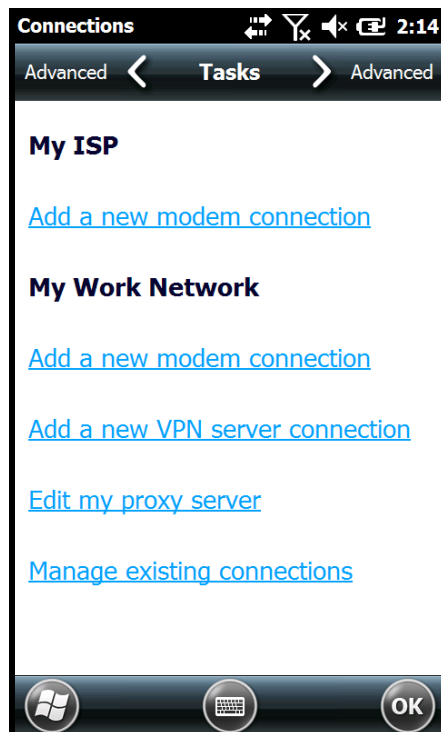 Connections 2:14
Advanced Tasks Advanced
My ISP
Add a new modem connection
My Work Network
Add a new modem connection
Add a new VPN server connection
Edit my proxy server
Manage existing connections
OK